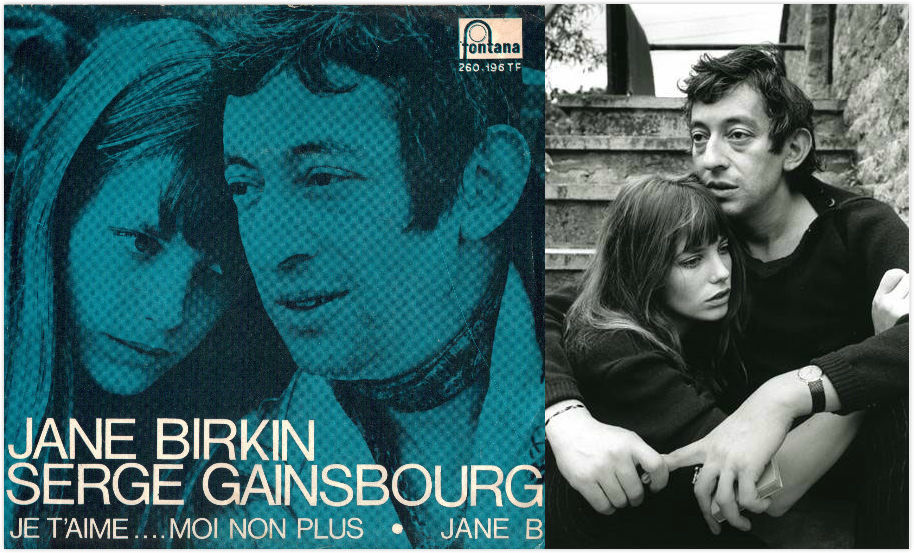 fontana
260.196 TF
JANE BIRKIN
SERGE GAINSBOURG
JE T'AIME....MOI NON PLUS • JANE B